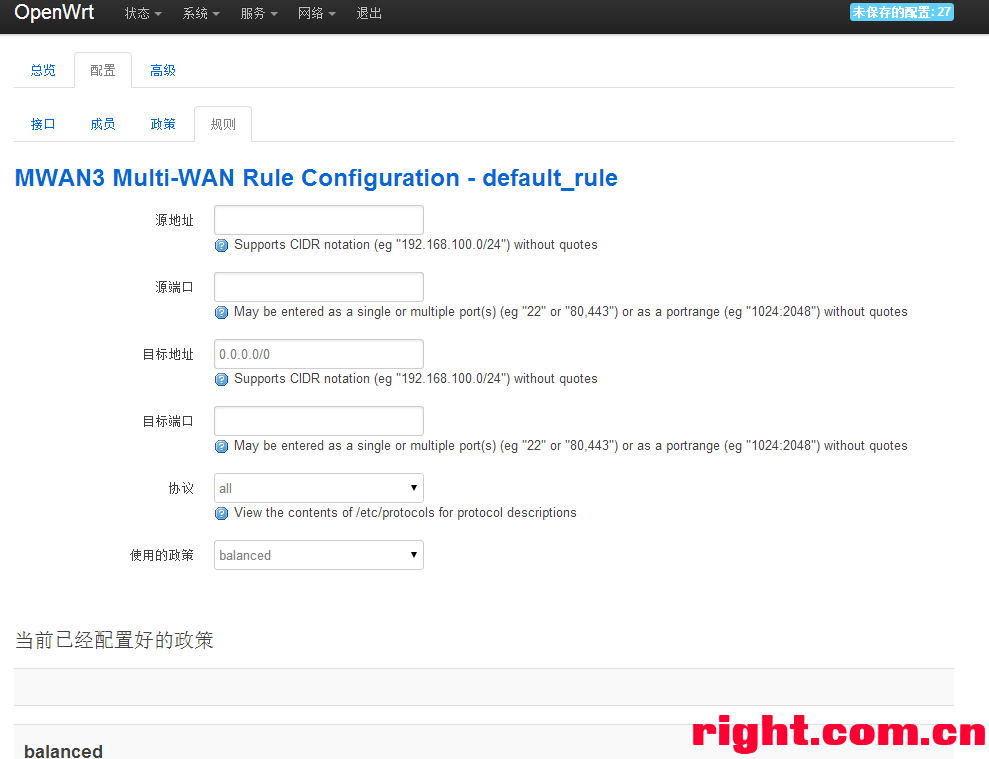 OpenWrt 状态 系统 服务 网络 退出 未保存的配置: 27
总览 配置 高级
接口 成员 政策 规则
MWAN3 Multi-WAN Rule Configuration - default_rule
源地址
Supports CIDR notation (eg "192.168.100.0/24") without quotes
源端口
May be entered as a single or multiple port(s) (eg "22" or "80,443") or as a portrange (eg "1024:2048") without quotes
目标地址 0.0.0.0/0
Supports CIDR notation (eg "192.168.100.0/24") without quotes
目标端口
May be entered as a single or multiple port(s) (eg "22" or "80,443") or as a portrange (eg "1024:2048") without quotes
协议 all
View the contents of /etc/protocols for protocol descriptions
使用的政策 balanced
当前已经配置好的政策
right.com.cn
balanced